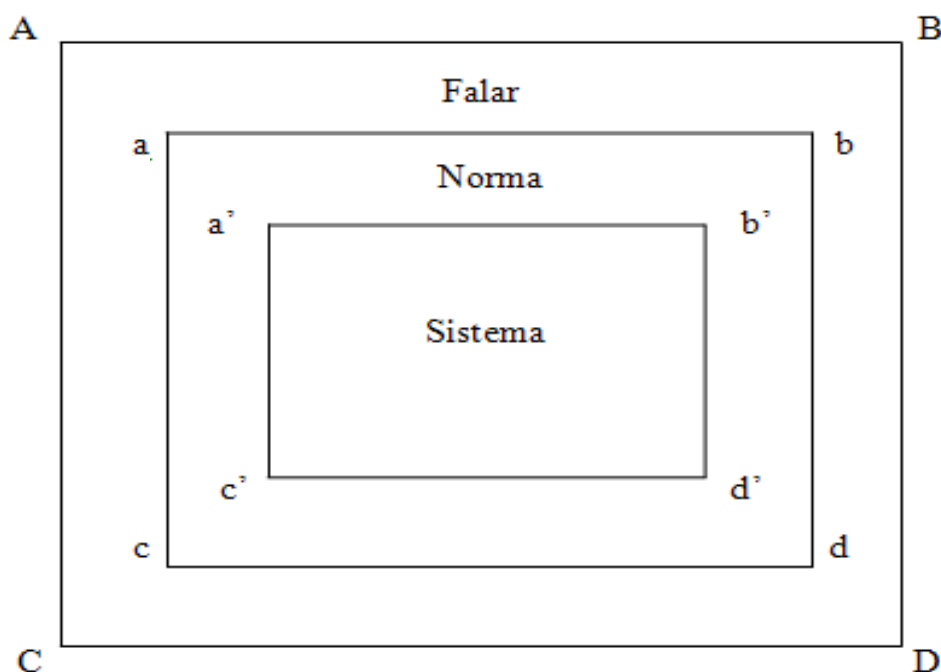 A B
Falar
a b
Norma
a’ b’
Sistema
c’ d’
c d
C D